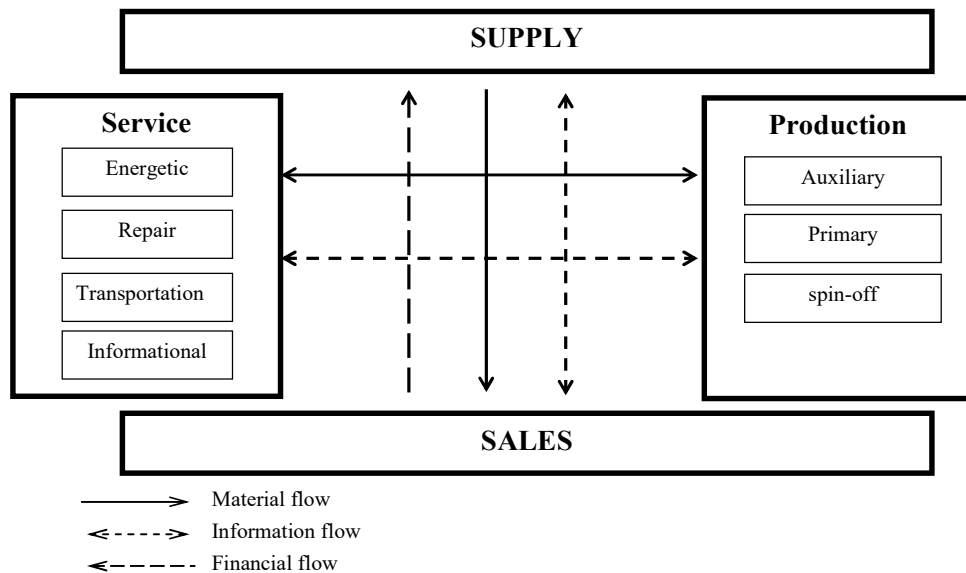 SUPPLY
Service
Energetic
Repair
Transportation
Informational
Production
Auxiliary
Primary
spin-off
SALES
Material flow
Information flow
Financial flow